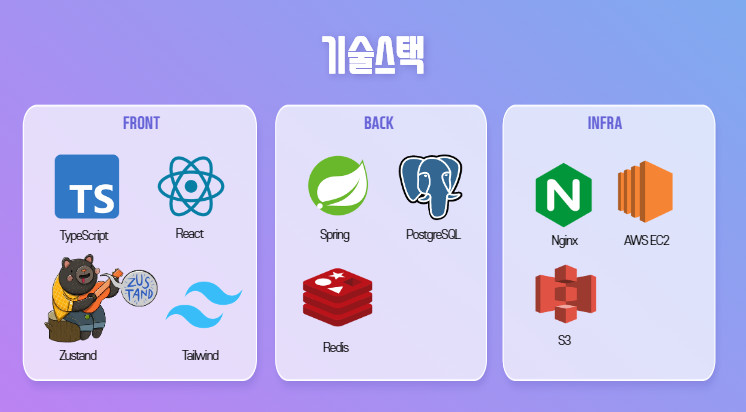 기술스택
FRONT
TS
TypeScript
React
ZUS
TAND
Zustand
Tailwind
BACK
Spring
PostgreSQL
Redis
INFRA
N
Nginx
AWS EC2
S3